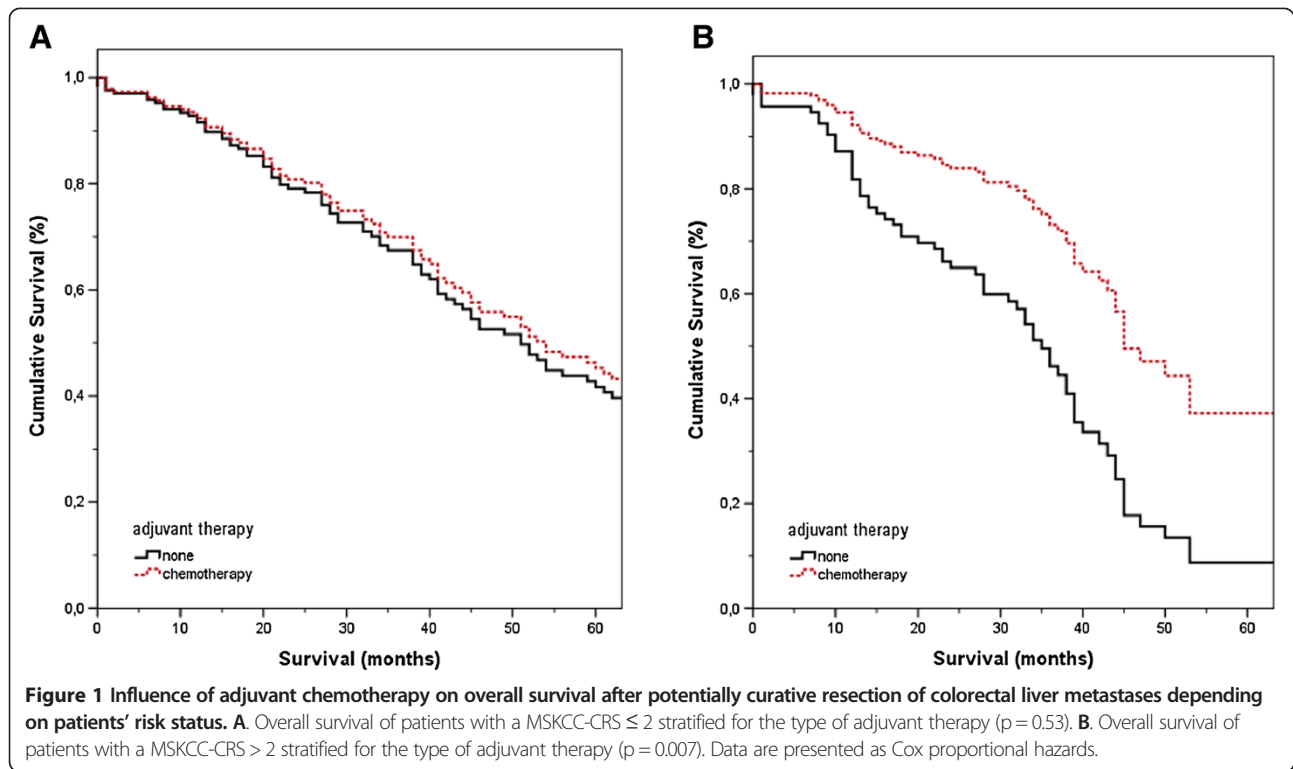 A
1,0
0,8
0,6
0,4
0,2
0,0
Cumulative Survival (%)
adjuvant therapy
none
chemotherapy
0 10 20 30 40 50 60
Survival (months)
B
1,0
0,8
0,6
0,4
0,2
0,0
Cumulative Survival (%)
adjuvant therapy
none
chemotherapy
0 10 20 30 40 50 60
Survival (months)
Figure 1 Influence of adjuvant chemotherapy on overall survival after potentially curative resection of colorectal liver metastases depending
on patients' risk status. A. Overall survival of patients with a MSKCC-CRS ≤ 2 stratified for the type of adjuvant therapy (p = 0.53). B. Overall survival of
patients with a MSKCC-CRS > 2 stratified for the type of adjuvant therapy (p = 0.007). Data are presented as Cox proportional hazards.